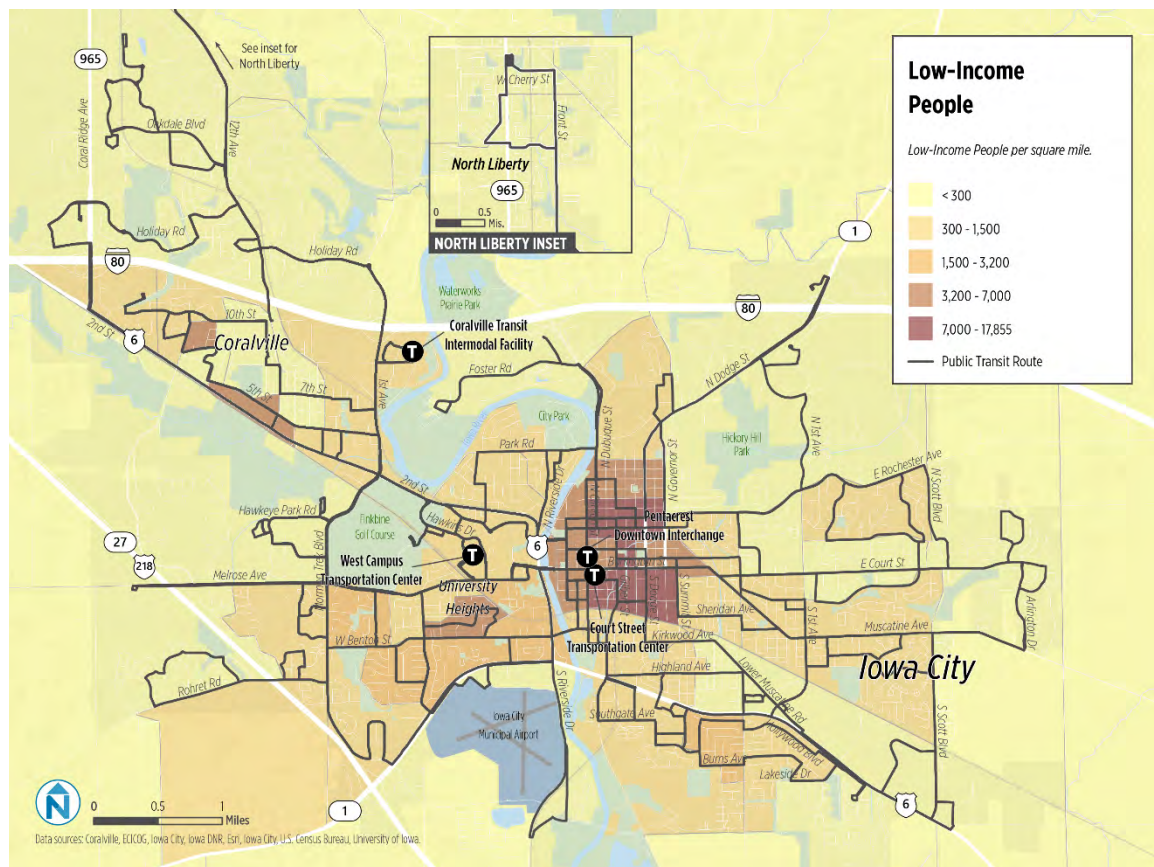 965
See inset for
North Liberty
Coral Ridge Ave
Oakdale Blvd
12th Ave
W Cherry St
Front St
North Liberty
965
0 0.5
Mis.
NORTH LIBERTY INSET
Low-Income
People
Low-Income People per square mile.
< 300
300 - 1,500
1,500 - 3,200
3,200 - 7,000
7,000 - 17,855
Public Transit Route
1
Holiday Rd
Holiday Rd
80
80
Waterworks
Prairie Park
10th St
2nd St
6
Coralville
Coralville Transit
Intermodal Facility
T
Foster Rd
N Dodge St
5th St
7th St
1st Ave
City Park
N Dubuque St
Park Rd
N Riverside Dr
N Governor St
Hickory Hill
Park
N 1st Ave
E Rochester Ave
N Scott Blvd
2nd St
Hawkeye Park Rd
Finkbine
Golf Course
Hawkins Dr
6
Pentacrest
Downtown Interchange
27
218
Mormon Trek Blvd
West Campus
Transportation Center
T
T
T
E Court St
Melrose Ave
University
Heights
S Summit St
Sheridan Ave
S 1st Ave
Muscatine Ave
Arlington Dr
W Benton St
Court Street
Transportation Center
Kirkwood Ave
Iowa City
Highland Ave
Lower Muscatine Rd
Rohret Rd
S Riverside Dr
Southgate Ave
Iowa City
Municipal Airport
Hollywood Blvd
Burns Ave
Lakeside Dr
S Scott Blvd
6
N
0 0.5 1
Miles
1
Data sources: Coralville, ECICOG, Iowa City, Iowa DNR, Esri, Iowa City, U.S. Census Bureau, University of Iowa.